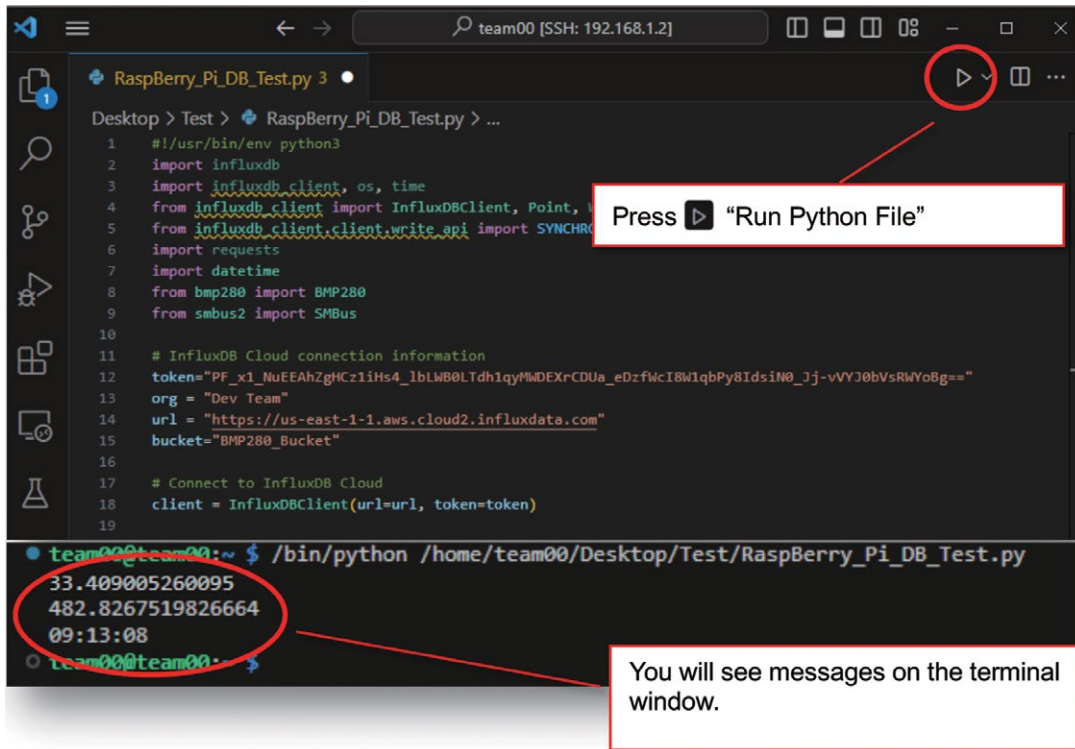 team00 [SSH: 192.168.1.2]
RaspBerry_Pi_DB_Test.py 3
1
Desktop > Test > RaspBerry_Pi_DB_Test.py > ...
1 #!/usr/bin/env python3
2 import influxdb
3 import influxdb_client, os, time
4 from influxdb_client import InfluxDBClient, Point,
5 from influxdb_client.client.write_api import SYNCHRO
6 import requests
7 import datetime
8 from bmp280 import BMP280
9 from smbus2 import SMBus
10
11 # InfluxDB Cloud connection information
12 token="PF_x1_NuEEAhZgHCz1iHs4_lbLWB0LTdh1qyMWDEXrCDUa_eDzfWcI8W1qbPy8IdsiN0_Jj-vVYJ0bVsRWYoBg=="
13 org = "Dev Team"
14 url = "https://us-east-1-1.aws.cloud2.influxdata.com"
15 bucket="BMP280_Bucket"
16
17 # Connect to InfluxDB Cloud
18 client = InfluxDBClient(url=url, token=token)
19
Press “Run Python File”
team00@team00:~ $ /bin/python /home/team00/Desktop/Test/RaspBerry_Pi_DB_Test.py
33.409005260095
482.8267519826664
09:13:08
team00@team00:~ $
You will see messages on the terminal
window.